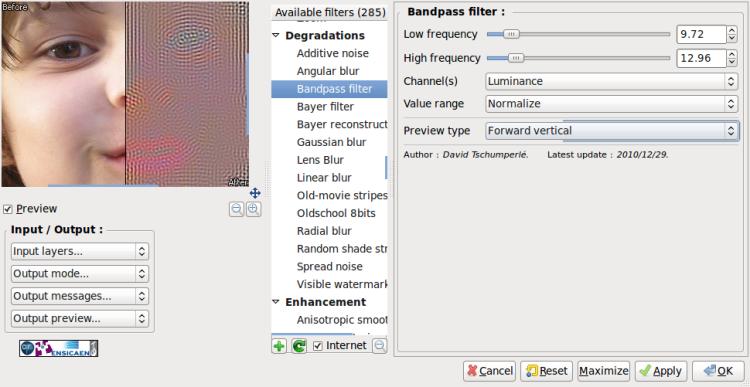 Before
After
Preview
Input / Output :
Input layers...
Output mode...
Output messages...
Output preview...
ENSICAEN
Available filters (285)
Degradations
Additive noise
Angular blur
Bandpass filter
Bayer filter
Bayer reconstruct
Gaussian blur
Lens Blur
Linear blur
Old-movie stripes
Oldschool 8bits
Radial blur
Random shade str
Spread noise
Visible watermark
Enhancement
Anisotropic smoot
Internet
Bandpass filter :
Low frequency 9.72
High frequency 12.96
Channel(s) Luminance
Value range Normalize
Preview type Forward vertical
Author : David Tschumperlé. Latest update : 2010/12/29.
Cancel Reset Maximize Apply OK